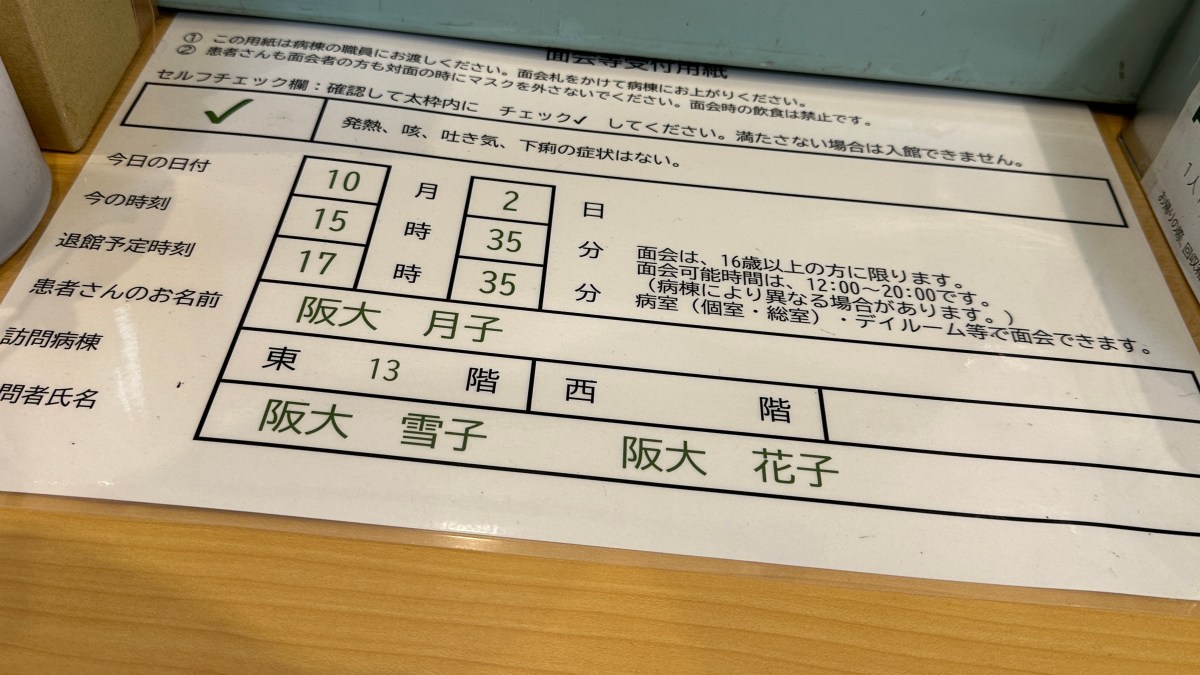 面会等受付用紙
① この用紙は病棟の職員にお渡しください。面会札をかけて病棟にお上がりください。
② 患者さんも面会者の方も対面の時にマスクを外さないでください。面会時の飲食は禁止です。
セルフチェック欄：確認して太枠内に チェック✓ してください。満たさない場合は入館できません。
✓ 発熱、咳、吐き気、下痢の症状はない。
今日の日付 10 月 2 日
今の時刻 15 時 35 分
退館予定時刻 17 時 35 分
面会は、16歳以上の方に限ります。
面会可能時間は、12:00～20:00です。
（病棟により異なる場合があります。）
病室（個室・総室）・デイルーム等で面会できます。
患者さんのお名前 阪大 月子
訪問病棟 東 13 階 西 階
問者氏名 阪大 雪子 阪大 花子